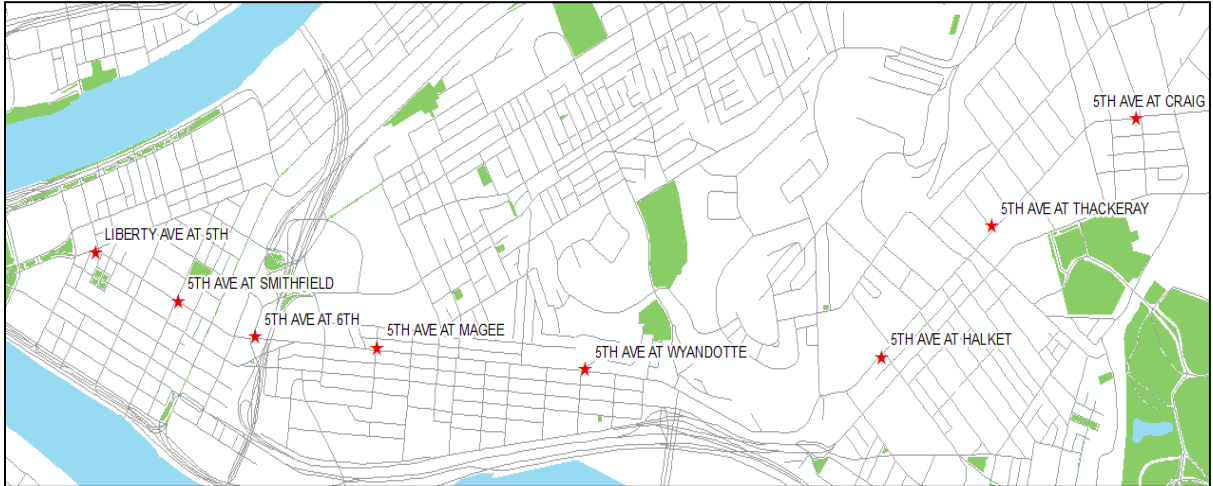 5TH AVE AT CRAIG
5TH AVE AT THACKERAY
LIBERTY AVE AT 5TH
5TH AVE AT SMITHFIELD
5TH AVE AT 6TH
5TH AVE AT MAGEE
5TH AVE AT WYANDOTTE
5TH AVE AT HALKET